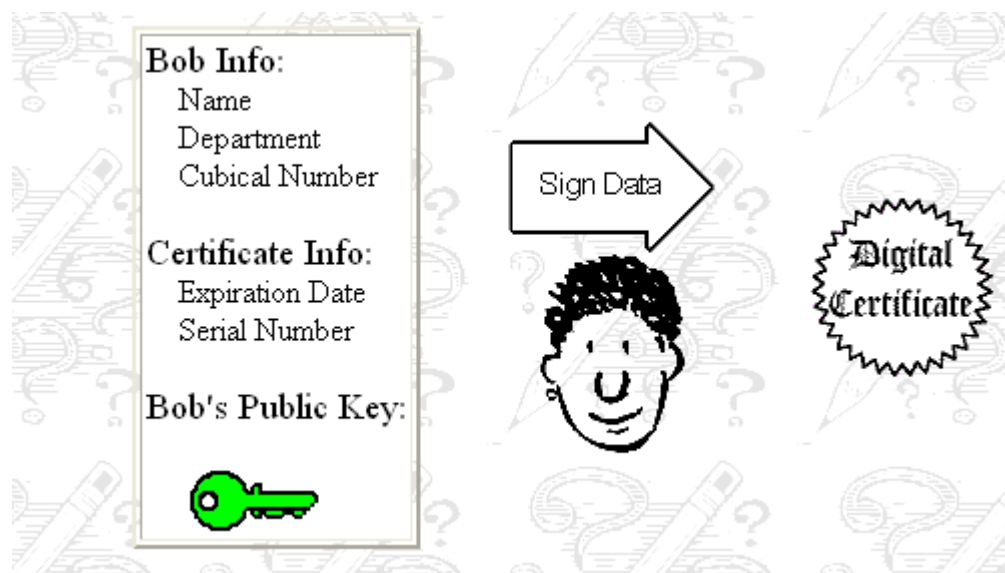 Bob Info:
Name
Department
Cubical Number
Certificate Info:
Expiration Date
Serial Number
Bob's Public Key:
Sign Data
Digital
Certificate